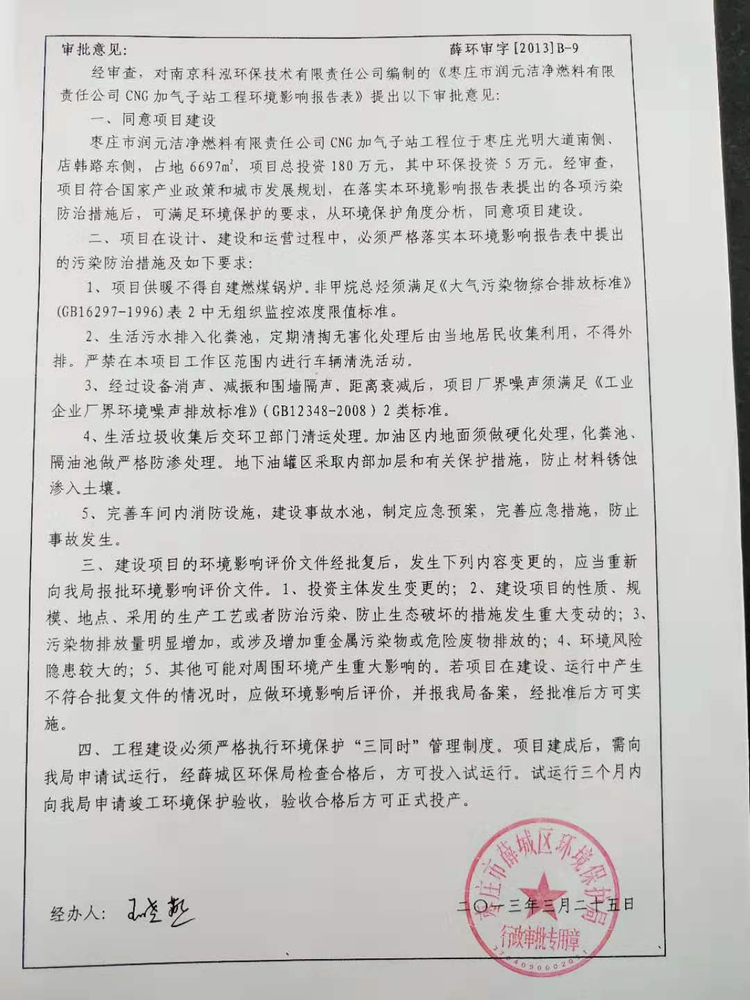 审批意见： 薛环审字[2013]B-9
经审查，对南京科泓环保技术有限责任公司编制的《枣庄市润元洁净燃料有限
责任公司CNG加气子站工程环境影响报告表》提出以下审批意见：
一、同意项目建设
枣庄市润元洁净燃料有限责任公司CNG加气子站工程位于枣庄光明大道南侧、
店韩路东侧，占地6697㎡，项目总投资180万元，其中环保投资5万元。经审查，
项目符合国家产业政策和城市发展规划，在落实本环境影响报告表提出的各项污染
防治措施后，可满足环境保护的要求，从环境保护角度分析，同意项目建设。
二、项目在设计、建设和运营过程中，必须严格落实本环境影响报告表中提出
的污染防治措施及如下要求：
1、项目供暖不得自建燃煤锅炉。非甲烷总烃须满足《大气污染物综合排放标准》
(GB16297-1996)表2中无组织监控浓度限值标准。
2、生活污水排入化粪池，定期清掏无害化处理后由当地居民收集利用，不得外
排。严禁在本项目工作区范围内进行车辆清洗活动。
3、经过设备消声、减振和围墙隔声、距离衰减后，项目厂界噪声须满足《工业
企业厂界环境噪声排放标准》(GB12348-2008)2类标准。
4、生活垃圾收集后交环卫部门清运处理。加油区内地面须做硬化处理，化粪池、
隔油池做严格防渗处理。地下油罐区采取内部加层和有关保护措施，防止材料锈蚀
渗入土壤。
5、完善车间内消防设施，建设事故水池，制定应急预案，完善应急措施，防止
事故发生。
三、建设项目的环境影响评价文件经批复后，发生下列内容变更的，应当重新
向我局报批环境影响评价文件。1、投资主体发生变更的；2、建设项目的性质、规
模、地点、采用的生产工艺或者防治污染、防止生态破坏的措施发生重大变动的；3、
污染物排放量明显增加，或涉及增加重金属污染物或危险废物排放的；4、环境风险
隐患较大的；5、其他可能对周围环境产生重大影响的。若项目在建设、运行中产生
不符合批复文件的情况时，应做环境影响后评价，并报我局备案，经批准后方可实
施。
四、工程建设必须严格执行环境保护“三同时”管理制度。项目建成后，需向
我局申请试运行，经薛城区环保局检查合格后，方可投入试运行。试运行三个月内
向我局申请竣工环境保护验收，验收合格后方可正式投产。
枣庄市薛城区环境保护局
经办人：
二〇一三年三月二十五日
行政审批专用章